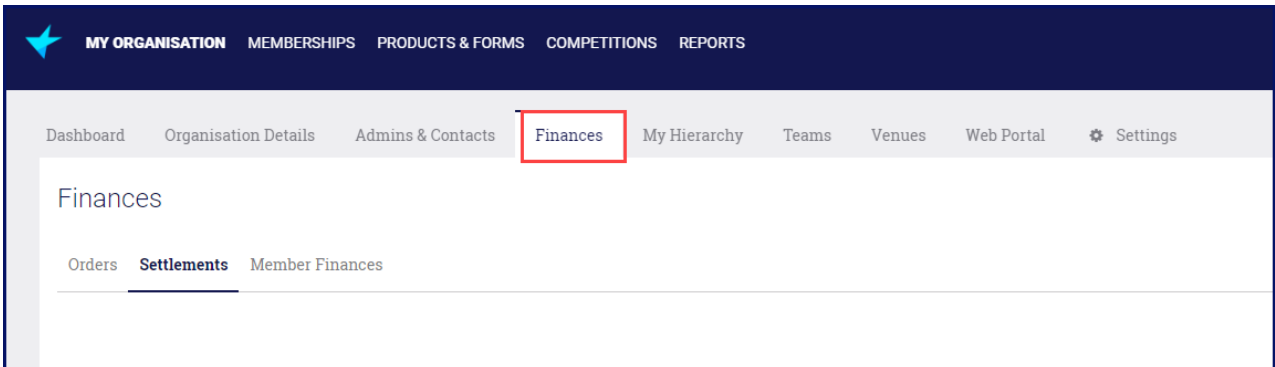 MY ORGANISATION MEMBERSHIPS PRODUCTS & FORMS COMPETITIONS REPORTS
Dashboard Organisation Details Admins & Contacts Finances My Hierarchy Teams Venues Web Portal Settings
Finances
Orders Settlements Member Finances